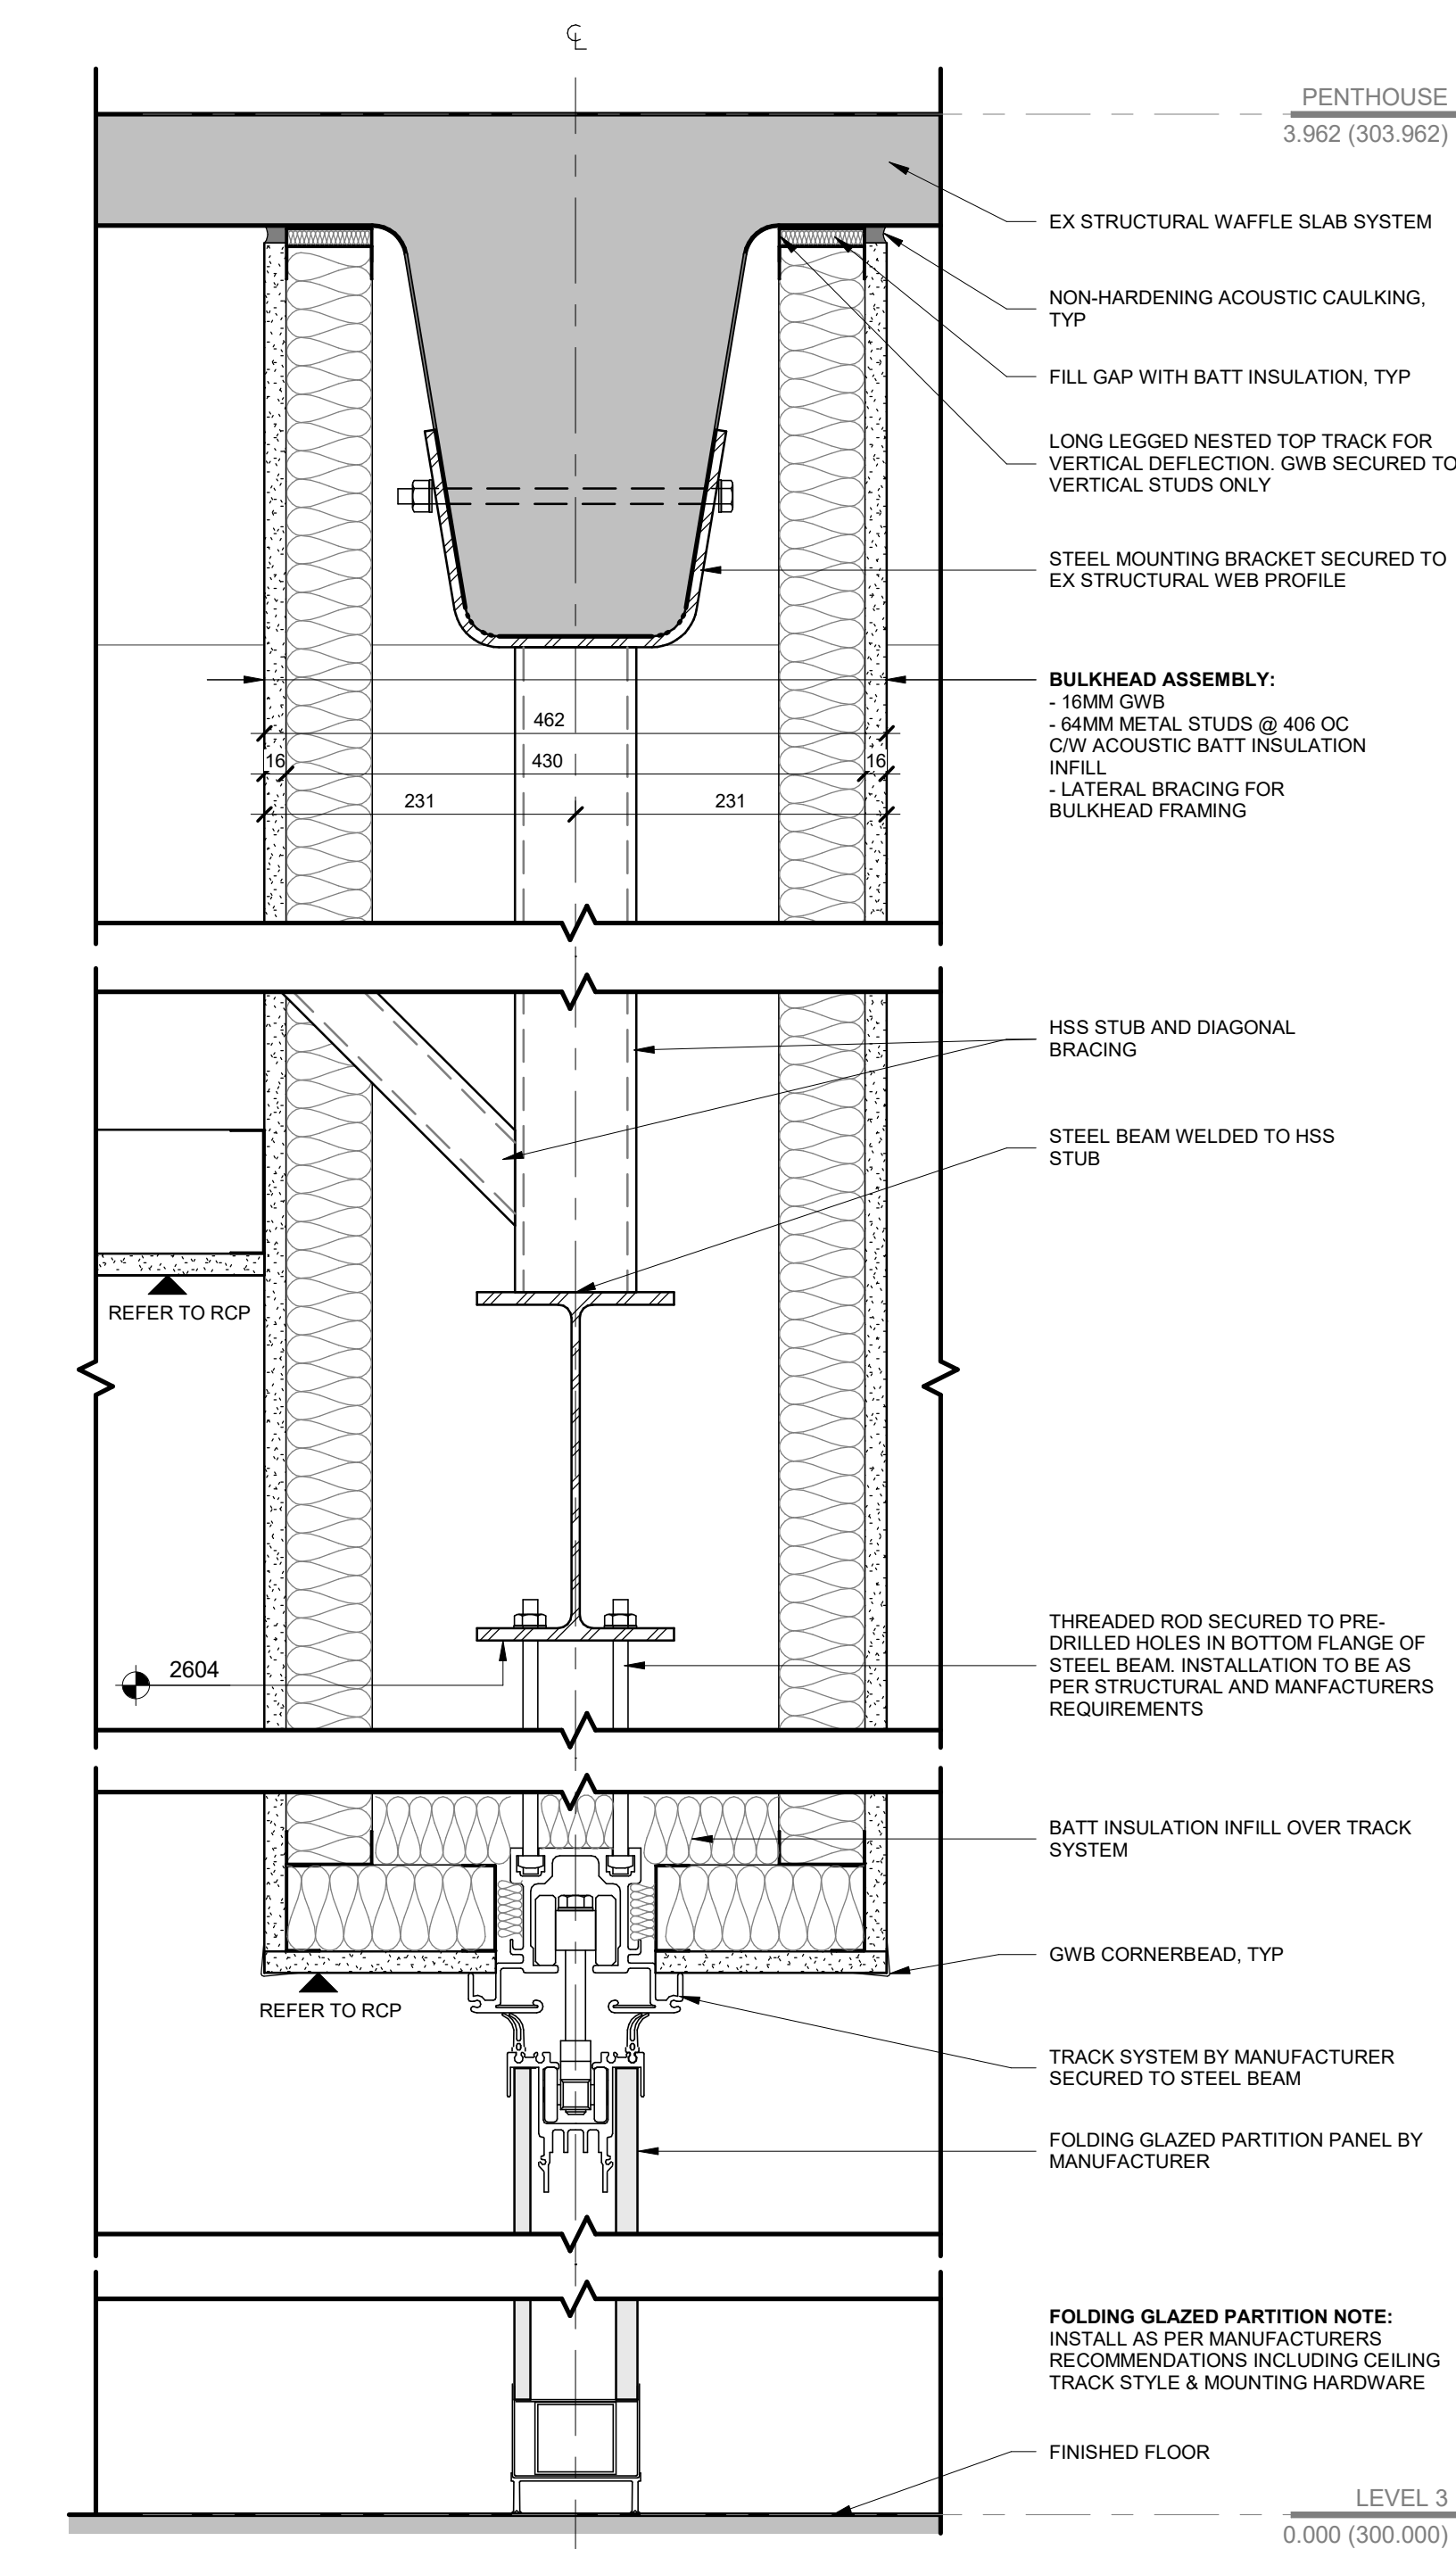 ℄
PENTHOUSE
3.962 (303.962)
EX STRUCTURAL WAFFLE SLAB SYSTEM
NON-HARDENING ACOUSTIC CAULKING,
TYP
FILL GAP WITH BATT INSULATION, TYP
LONG LEGGED NESTED TOP TRACK FOR
VERTICAL DEFLECTION. GWB SECURED TO
VERTICAL STUDS ONLY
STEEL MOUNTING BRACKET SECURED TO
EX STRUCTURAL WEB PROFILE
BULKHEAD ASSEMBLY:
- 16MM GWB
- 64MM METAL STUDS @ 406 OC
C/W ACOUSTIC BATT INSULATION
INFILL
- LATERAL BRACING FOR
BULKHEAD FRAMING
462
16
430
16
231
231
HSS STUB AND DIAGONAL
BRACING
STEEL BEAM WELDED TO HSS
STUB
REFER TO RCP
THREADED ROD SECURED TO PRE-
DRILLED HOLES IN BOTTOM FLANGE OF
STEEL BEAM. INSTALLATION TO BE AS
PER STRUCTURAL AND MANFACTURERS
REQUIREMENTS
2604
BATT INSULATION INFILL OVER TRACK
SYSTEM
GWB CORNERBEAD, TYP
REFER TO RCP
TRACK SYSTEM BY MANUFACTURER
SECURED TO STEEL BEAM
FOLDING GLAZED PARTITION PANEL BY
MANUFACTURER
FOLDING GLAZED PARTITION NOTE:
INSTALL AS PER MANUFACTURERS
RECOMMENDATIONS INCLUDING CEILING
TRACK STYLE & MOUNTING HARDWARE
FINISHED FLOOR
LEVEL 3
0.000 (300.000)